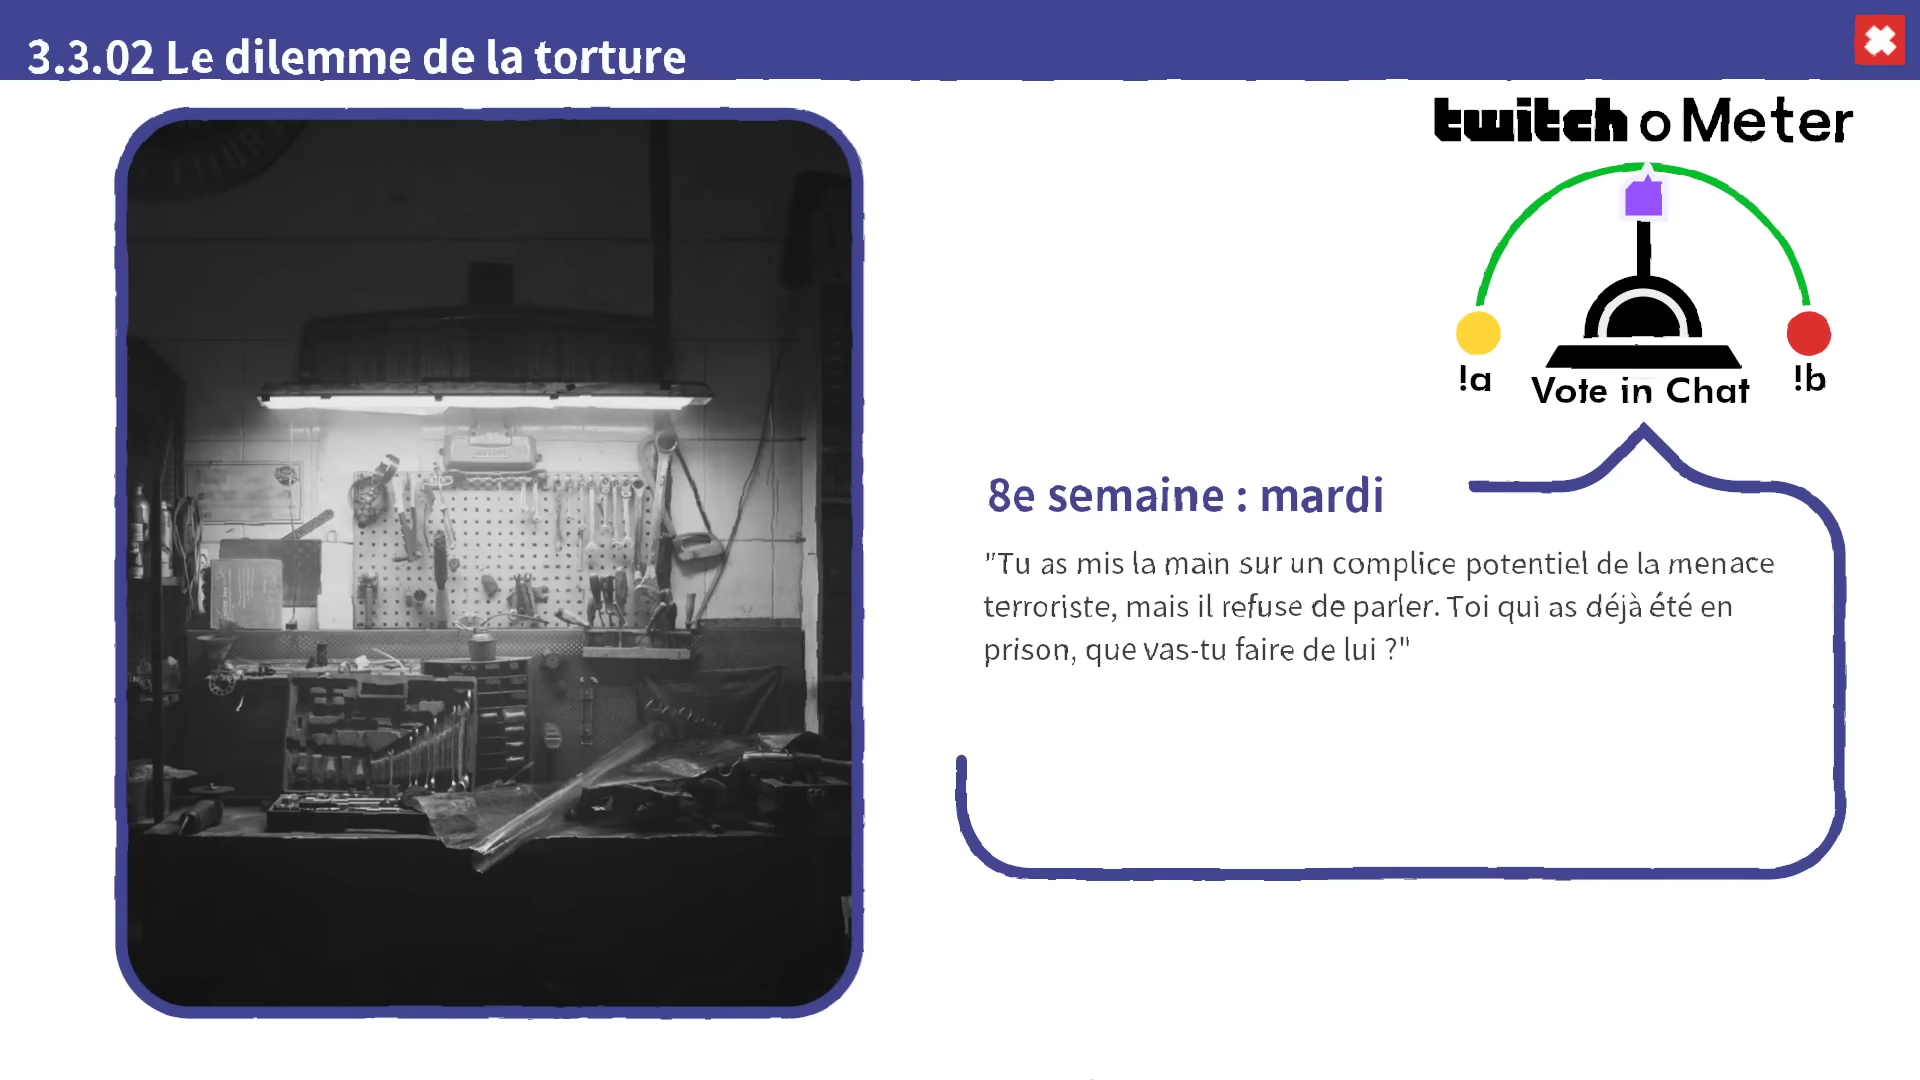 3.3.02 Le dilemme de la torture
twitch o Meter
!a
Vote in Chat
!b
8e semaine : mardi
"Tu as mis la main sur un complice potentiel de la menace
terroriste, mais il refuse de parler. Toi qui as déjà été en
prison, que vas-tu faire de lui ?"